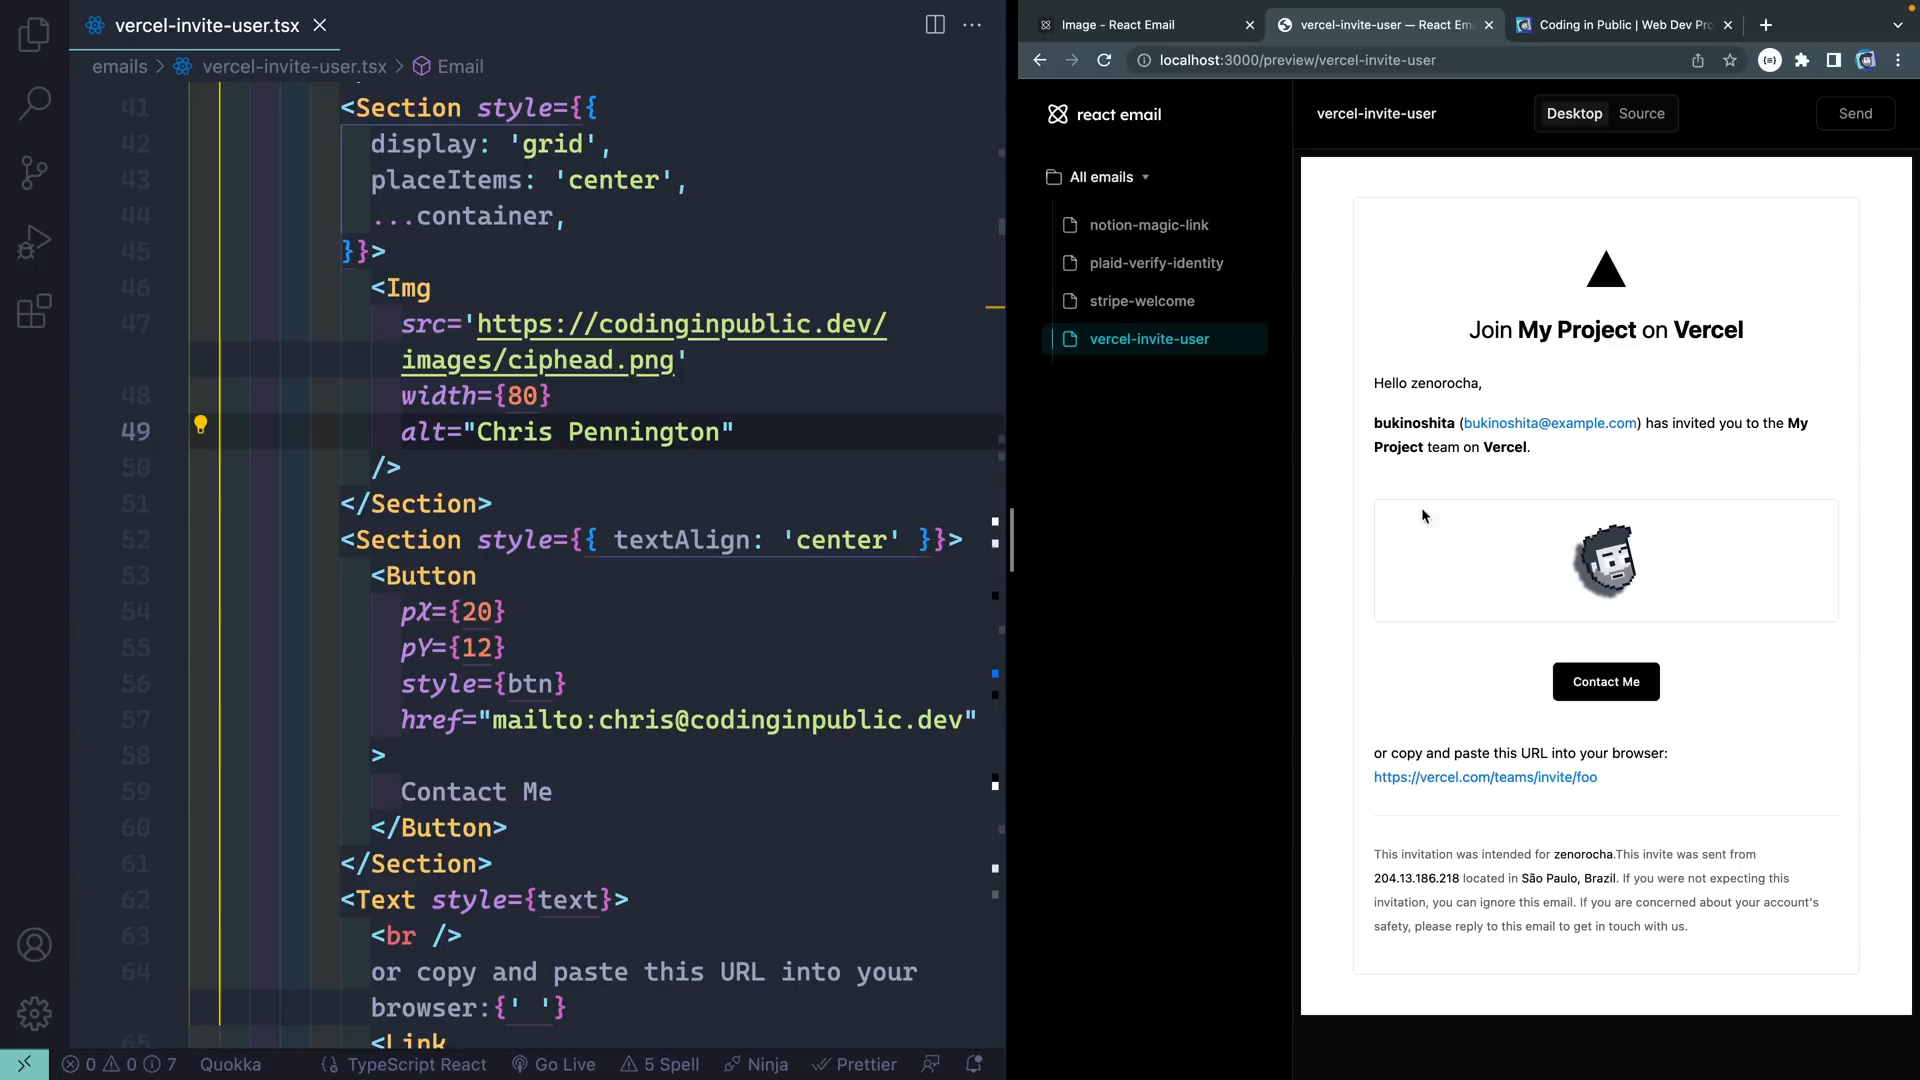 vercel-invite-user.tsx
emails > vercel-invite-user.tsx > Email
41 <Section style={{
42 display: 'grid',
43 placeItems: 'center',
44 ...container,
45 }}>
46 <Img
47 src='https://codinginpublic.dev/
images/ciphead.png'
48 width={80}
49 alt="Chris Pennington"
50 />
51 </Section>
52 <Section style={{ textAlign: 'center' }}>
53 <Button
54 pX={20}
55 pY={12}
56 style={btn}
57 href="mailto:chris@codinginpublic.dev"
58 >
59 Contact Me
60 </Button>
61 </Section>
62 <Text style={text}>
63 <br />
64 or copy and paste this URL into your
browser:{' '}
65 <Link
0 0 7 Quokka {} TypeScript React Go Live 5 Spell Ninja Prettier
Image - React Email
vercel-invite-user — React Em
Coding in Public | Web Dev Pro
localhost:3000/preview/vercel-invite-user
react email
vercel-invite-user
Desktop Source
Send
All emails
notion-magic-link
plaid-verify-identity
stripe-welcome
vercel-invite-user
Join My Project on Vercel
Hello zenorocha,
bukinoshita (bukinoshita@example.com) has invited you to the My
Project team on Vercel.
Contact Me
or copy and paste this URL into your browser:
https://vercel.com/teams/invite/foo
This invitation was intended for zenorocha.This invite was sent from
204.13.186.218 located in São Paulo, Brazil. If you were not expecting this
invitation, you can ignore this email. If you are concerned about your account's
safety, please reply to this email to get in touch with us.